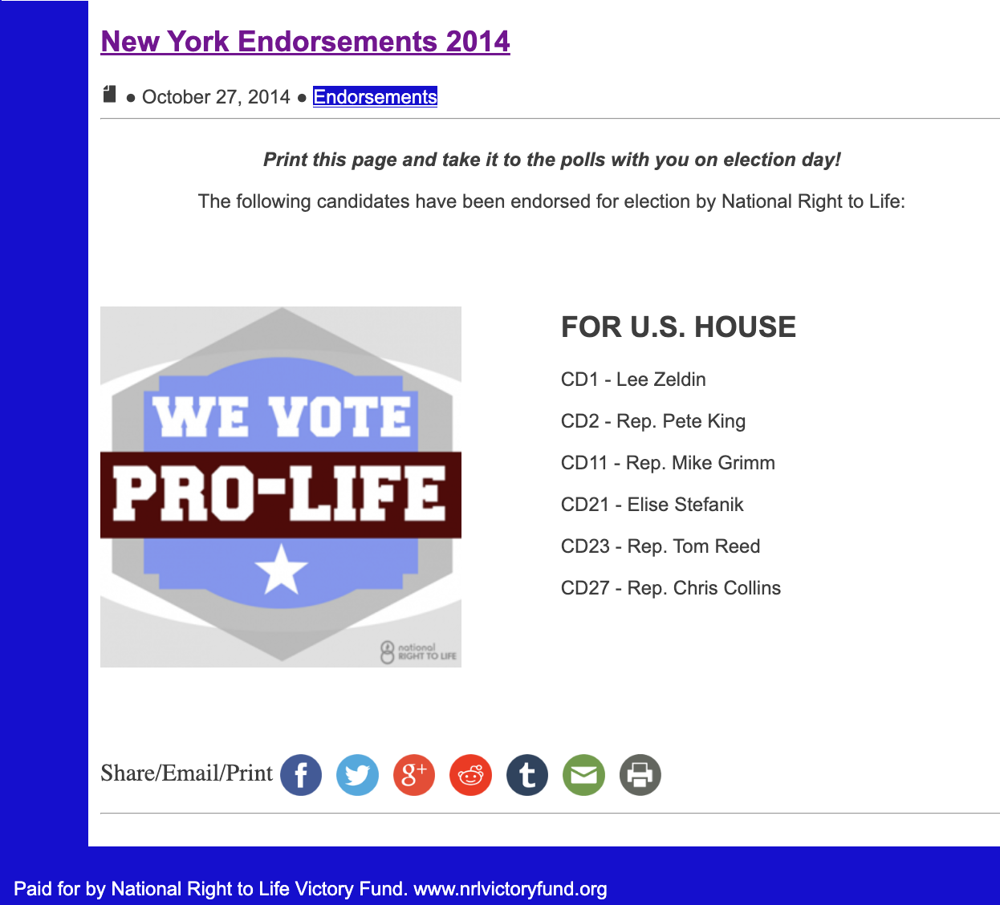 New York Endorsements 2014
● October 27, 2014 ● Endorsements
Print this page and take it to the polls with you on election day!
The following candidates have been endorsed for election by National Right to Life:
WE VOTE
PRO-LIFE
national
RIGHT TO LIFE
FOR U.S. HOUSE
CD1 - Lee Zeldin
CD2 - Rep. Pete King
CD11 - Rep. Mike Grimm
CD21 - Elise Stefanik
CD23 - Rep. Tom Reed
CD27 - Rep. Chris Collins
Share/Email/Print f g+ t
Paid for by National Right to Life Victory Fund. www.nrlvictoryfund.org